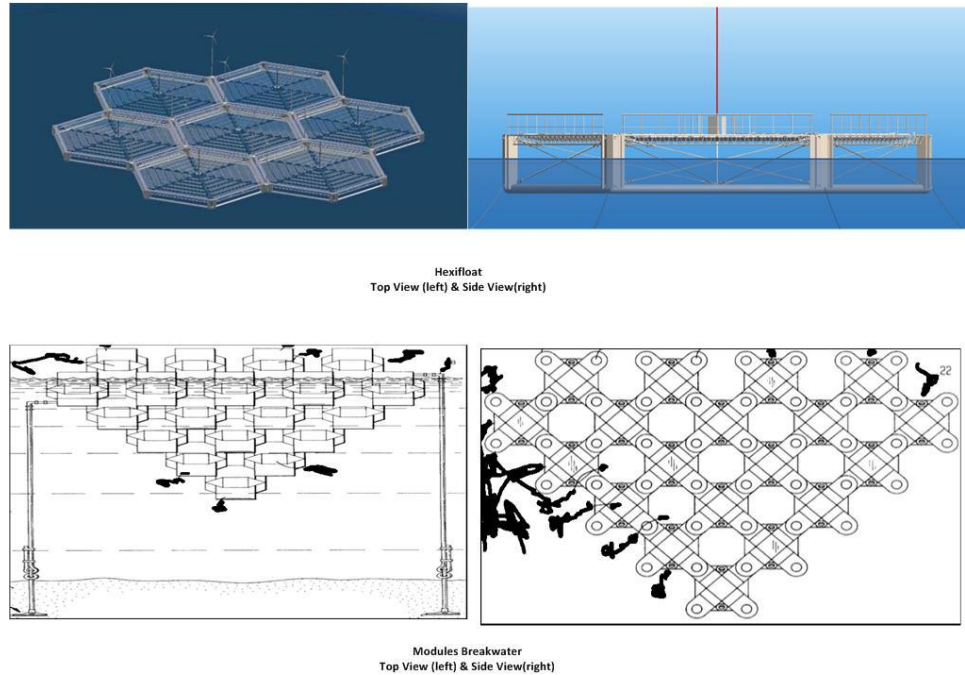 Hexifloat
Top View (left) & Side View(right)
22
Modules Breakwater
Top View (left) & Side View(right)